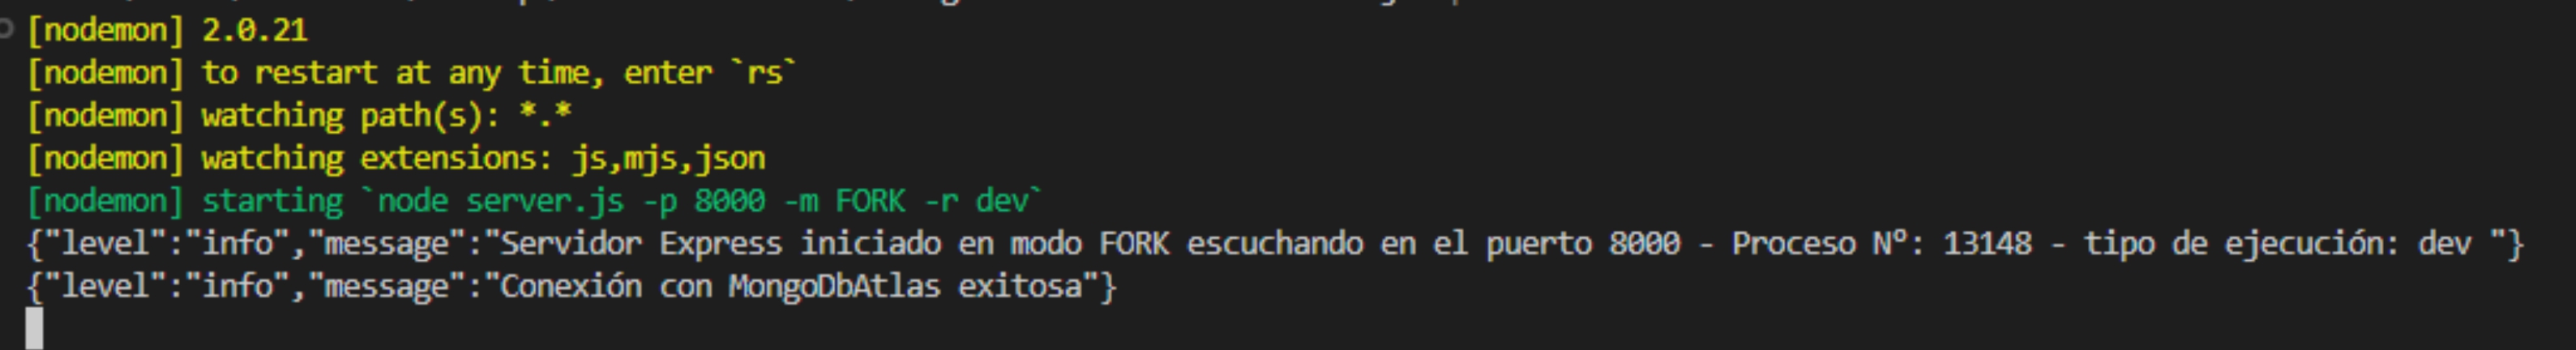 [nodemon] 2.0.21
[nodemon] to restart at any time, enter `rs`
[nodemon] watching path(s): *.*
[nodemon] watching extensions: js,mjs,json
[nodemon] starting `node server.js -p 8000 -m FORK -r dev`
{"level":"info","message":"Servidor Express iniciado en modo FORK escuchando en el puerto 8000 - Proceso Nº: 13148 - tipo de ejecución: dev "}
{"level":"info","message":"Conexión con MongoDbAtlas exitosa"}